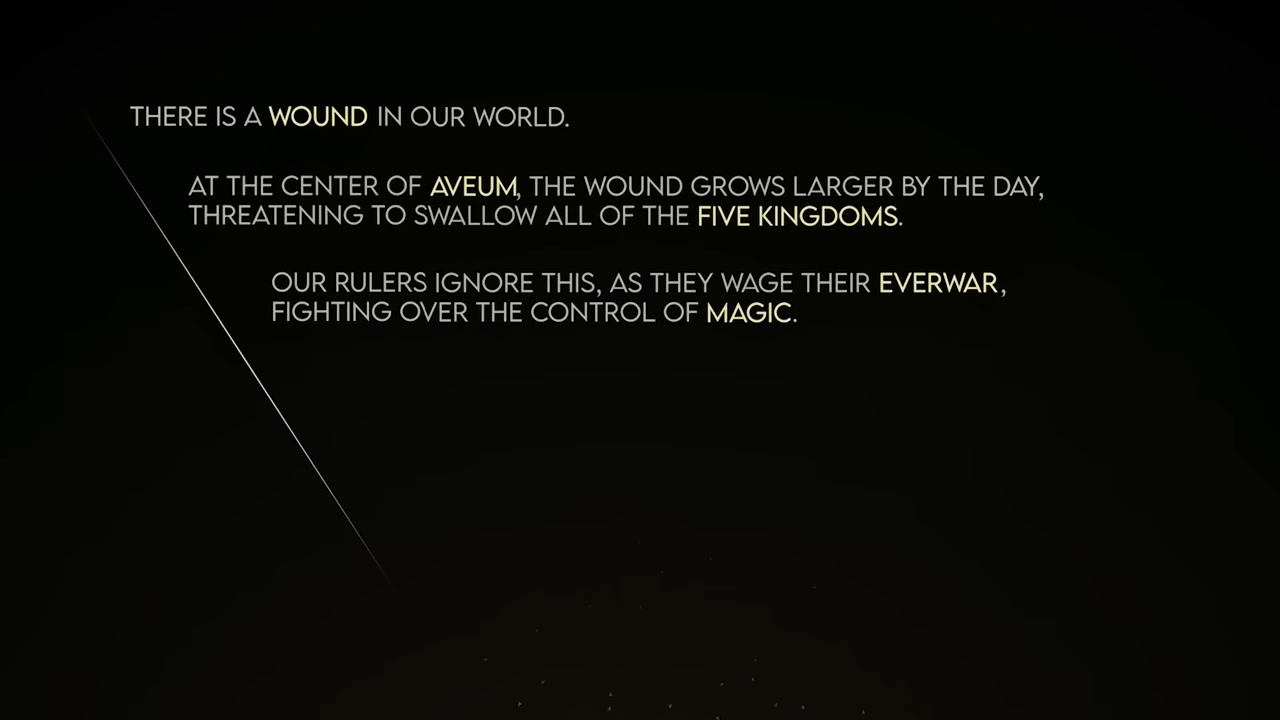 THERE IS A WOUND IN OUR WORLD.
AT THE CENTER OF AVEUM, THE WOUND GROWS LARGER BY THE DAY,
THREATENING TO SWALLOW ALL OF THE FIVE KINGDOMS.
OUR RULERS IGNORE THIS, AS THEY WAGE THEIR EVERWAR,
FIGHTING OVER THE CONTROL OF MAGIC.